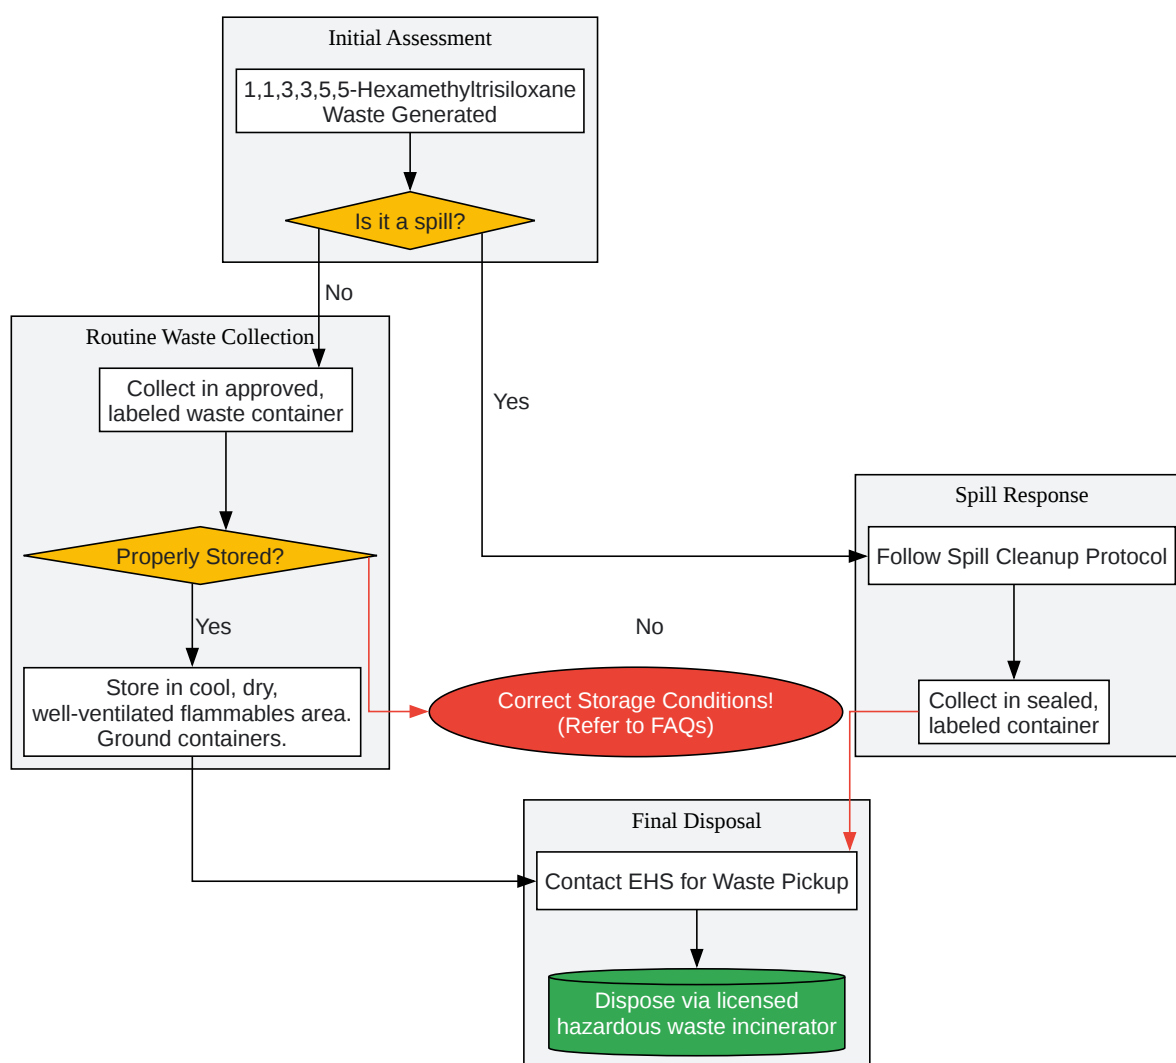 Initial Assessment
1,1,3,3,5,5-Hexamethyltrisiloxane
Waste Generated
Is it a spill?
No
Yes
Routine Waste Collection
Collect in approved,
labeled waste container
Properly Stored?
Yes
Store in cool, dry,
well-ventilated flammables area.
Ground containers.
No
Correct Storage Conditions!
(Refer to FAQs)
Spill Response
Follow Spill Cleanup Protocol
Collect in sealed,
labeled container
Final Disposal
Contact EHS for Waste Pickup
Dispose via licensed
hazardous waste incinerator